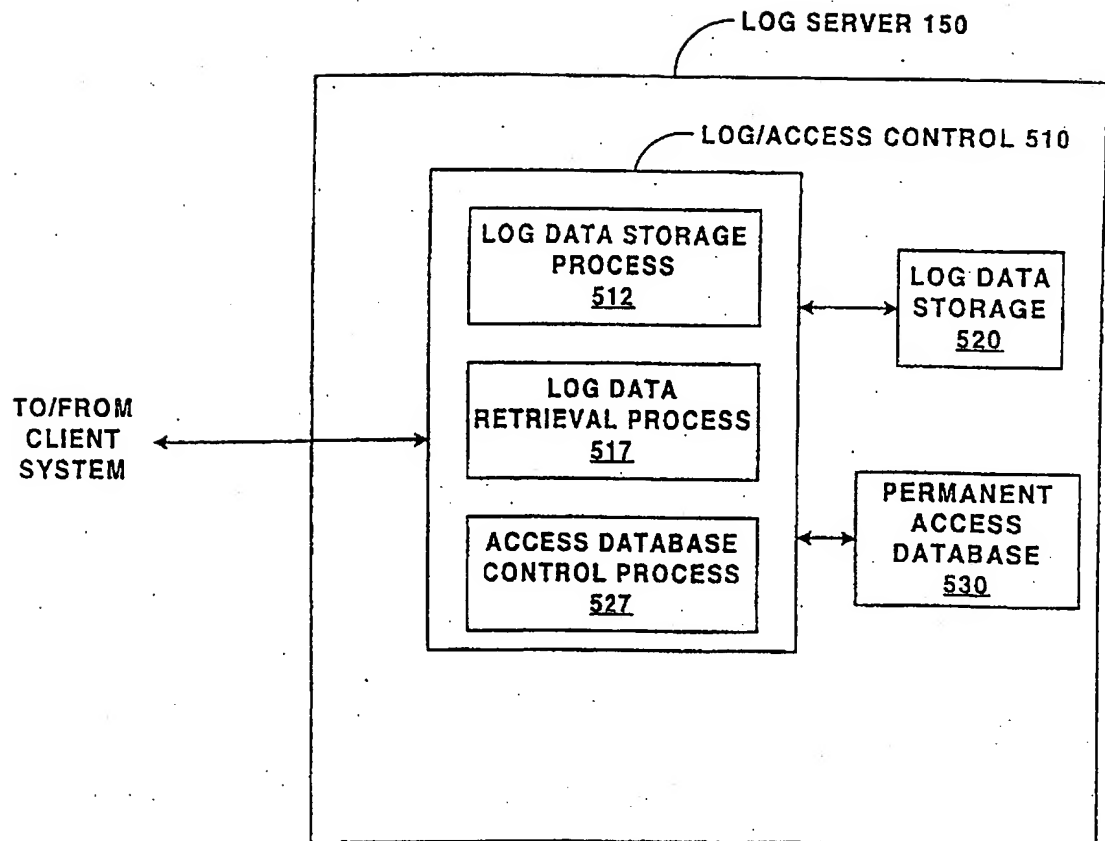 LOG SERVER 150
LOG/ACCESS CONTROL 510
LOG DATA STORAGE
PROCESS
512
LOG DATA
STORAGE
520
LOG DATA
RETRIEVAL PROCESS
517
TO/FROM
CLIENT
SYSTEM
PERMANENT
ACCESS
DATABASE
530
ACCESS DATABASE
CONTROL PROCESS
527